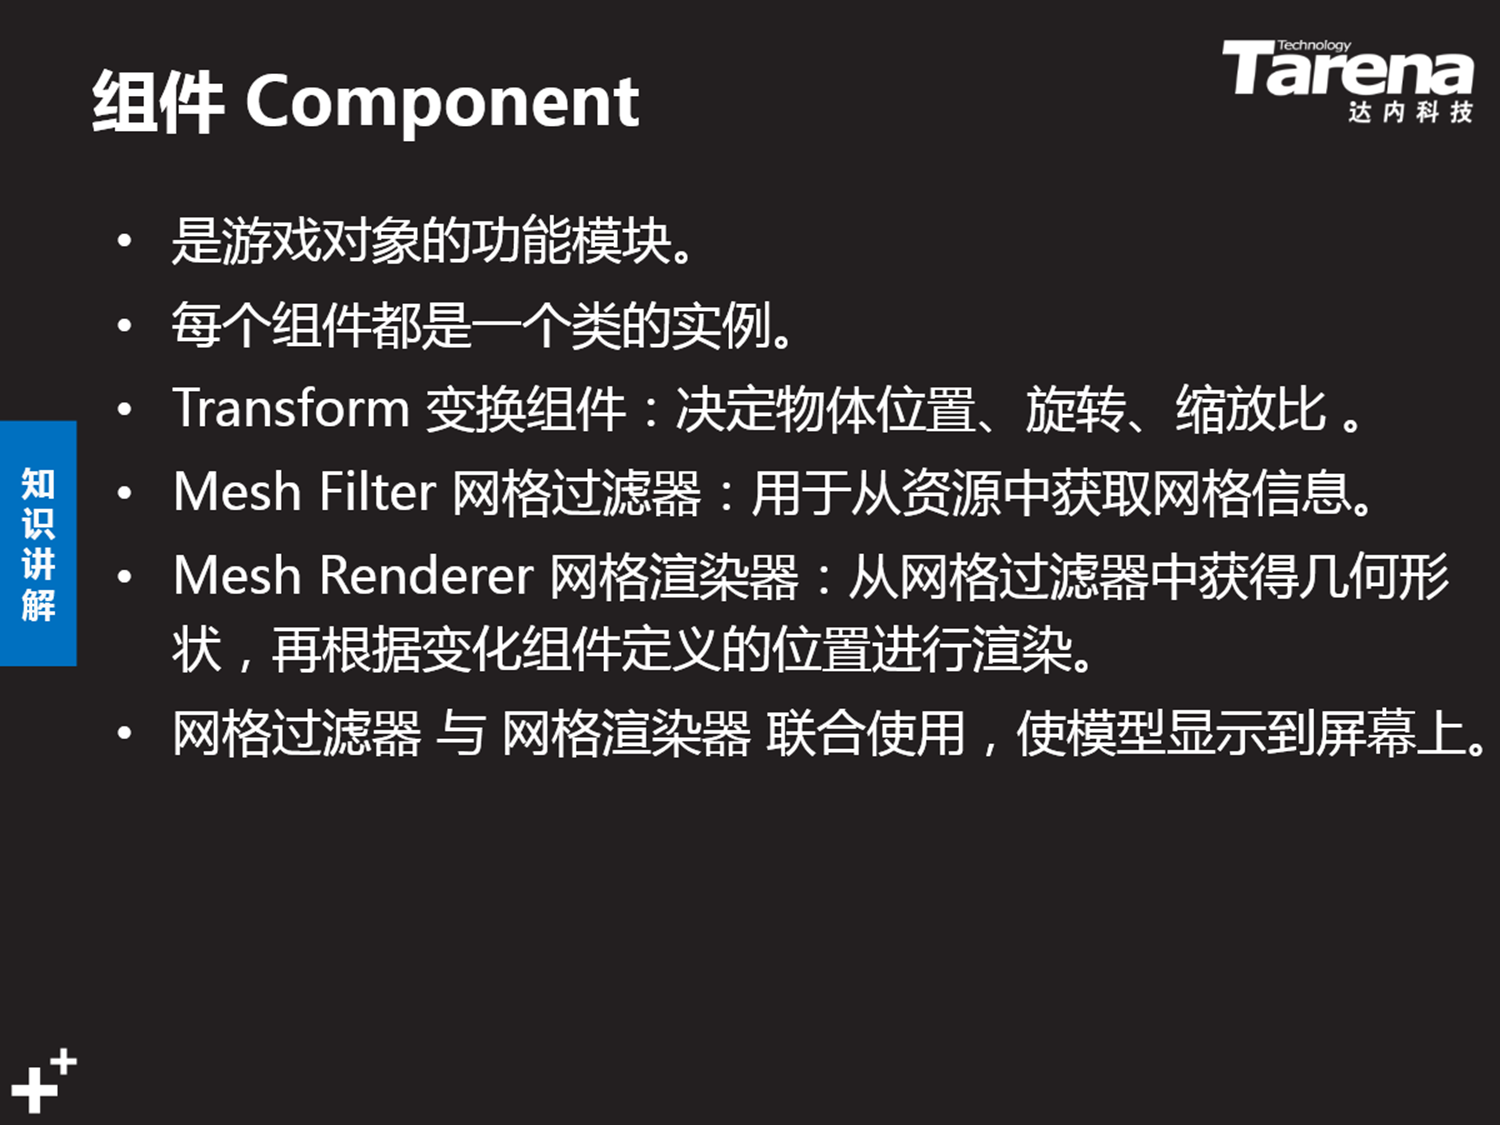 组件 Component
Technology
Tarena
达内科技
• 是游戏对象的功能模块。
• 每个组件都是一个类的实例。
• Transform 变换组件：决定物体位置、旋转、缩放比 。
• Mesh Filter 网格过滤器：用于从资源中获取网格信息。
• Mesh Renderer 网格渲染器：从网格过滤器中获得几何形
状，再根据变化组件定义的位置进行渲染。
• 网格过滤器 与 网格渲染器 联合使用，使模型显示到屏幕上。
知识讲解